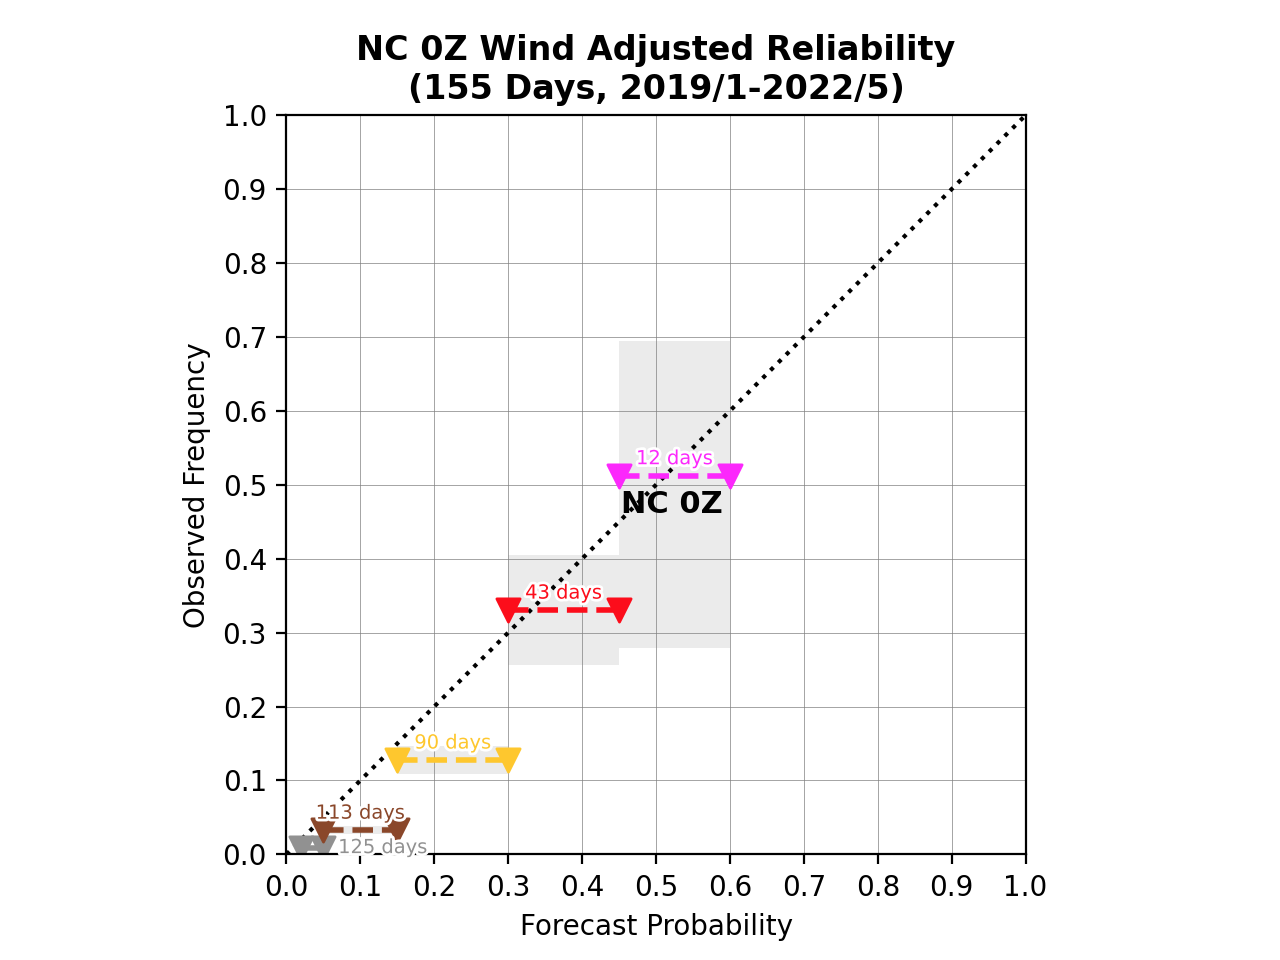 NC 0Z Wind Adjusted Reliability
(155 Days, 2019/1-2022/5)
1.0
0.9
0.8
0.7
0.6
0.5
0.4
0.3
0.2
0.1
0.0
Observed Frequency
12 days
NC 0Z
43 days
90 days
113 days
125 days
0.0 0.1 0.2 0.3 0.4 0.5 0.6 0.7 0.8 0.9 1.0
Forecast Probability